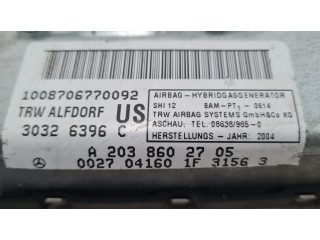 1008706770092
TRW ALFDORF US
3032 6396 C
AIRBAG - HYBRIDGASGENERATOR
SHI 12 BAM-PT1 - 0614
TRW AIRBAG SYSTEMS GmbH&Co KG
ASCHAU; TEL: 08638/965-0
HERSTELLUNGS - JAHR: 2004
A 203 860 27 05
0027 04160 1F 3156 3